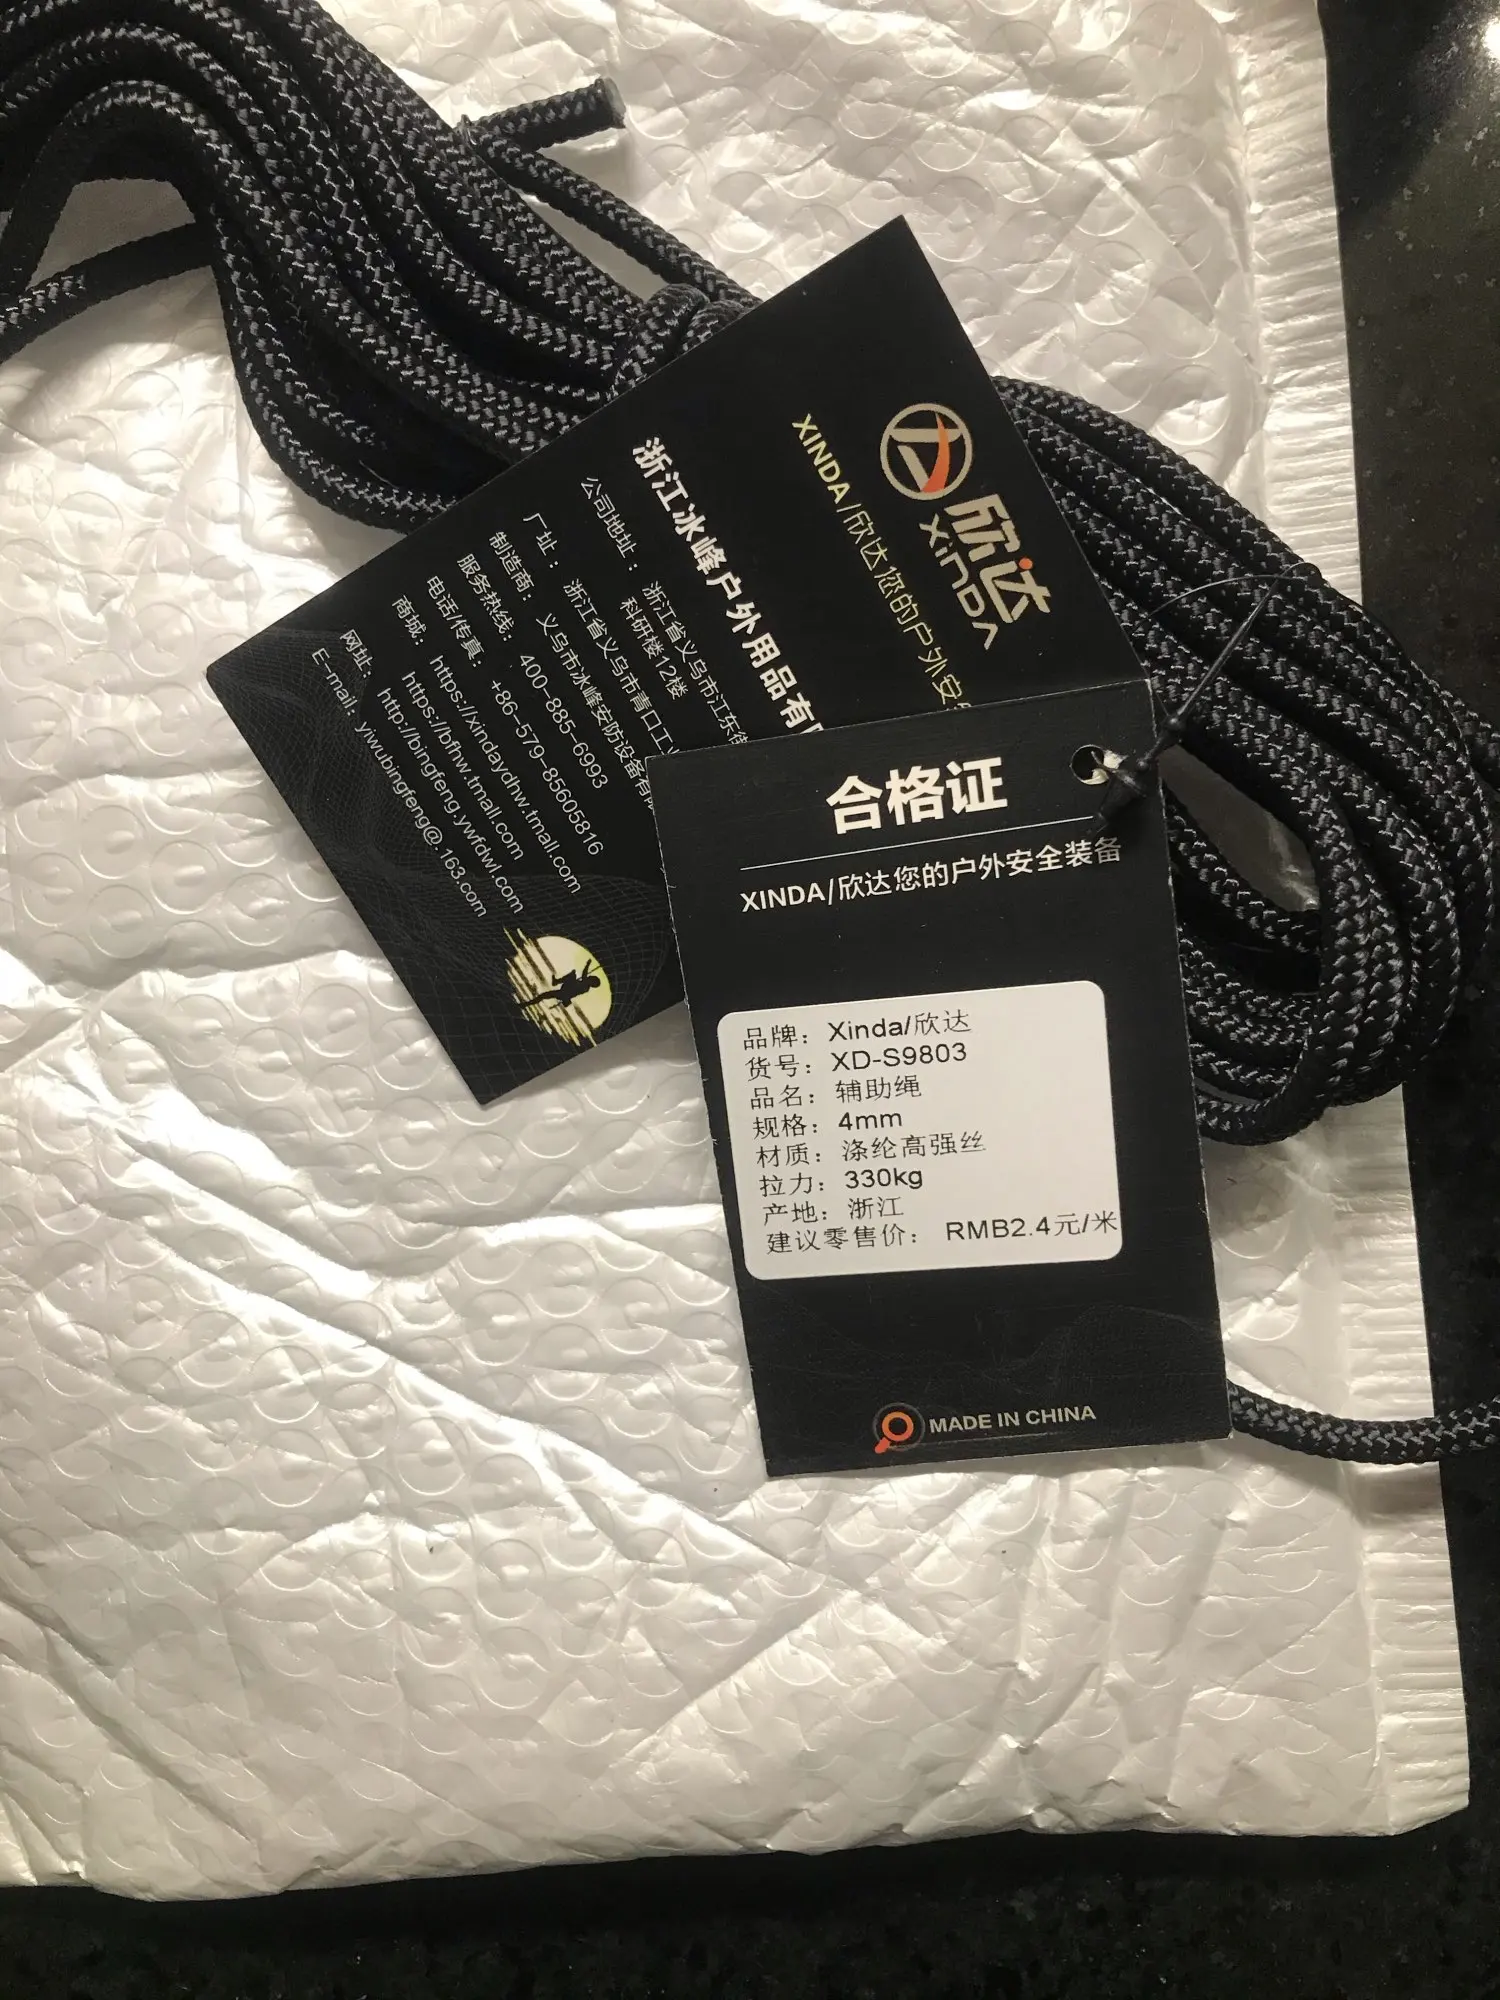 欣达
XinDA
XINDA/欣达您的户外安
浙江冰峰户外用品有
公司地址： 浙江省义乌市江东街
科研楼12楼
厂址： 浙江省义乌市青口工
制造商： 义乌市冰峰安防设备有
服务热线： 400-885-6993
电话/传真： +86-579-85605816
商城： https://xindaydhw.tmall.com
https://bfhw.tmall.com
网址： http://bingfeng.ywfdwl.com
E-mail：yiwubingfeng@.163.com
合格证
XINDA/欣达您的户外安全装备
品牌： Xinda/欣达
货号： XD-S9803
品名： 辅助绳
规格： 4mm
材质： 涤纶高强丝
拉力： 330kg
产地： 浙江
建议零售价： RMB2.4元/米
MADE IN CHINA